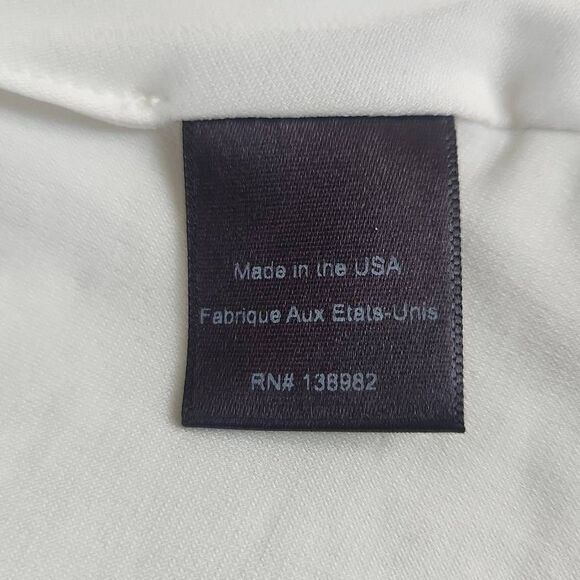 Made in the USA
Fabrique Aux Etats-Unis
RN# 138982